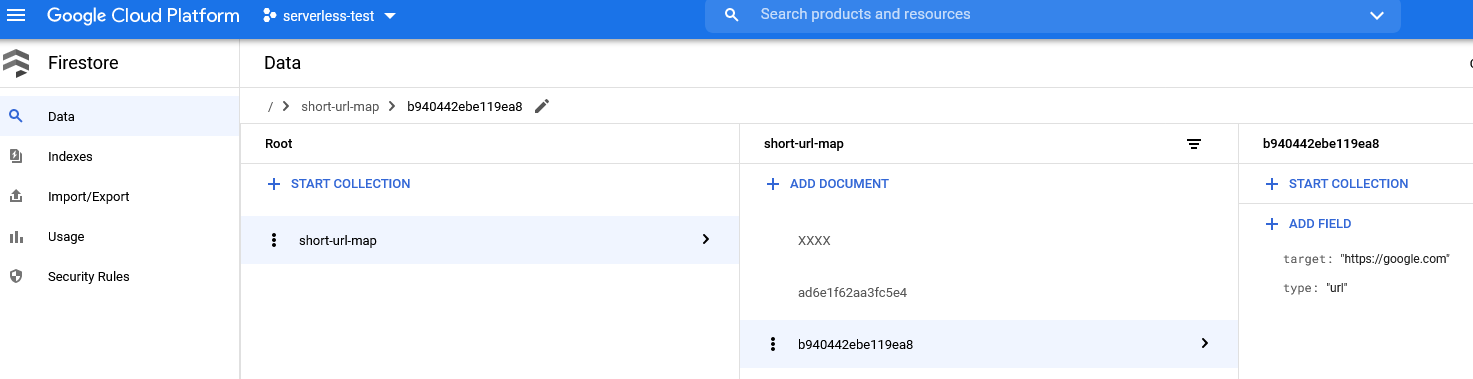 Google Cloud Platform
serverless-test
Search products and resources
Firestore
Data
Indexes
Import/Export
Usage
Security Rules
Data
/ short-url-map b940442ebe119ea8
Root
START COLLECTION
short-url-map
short-url-map
ADD DOCUMENT
XXXX
ad6e1f62aa3fc5e4
b940442ebe119ea8
b940442ebe119ea8
START COLLECTION
ADD FIELD
target: "https://google.com"
type: "url"